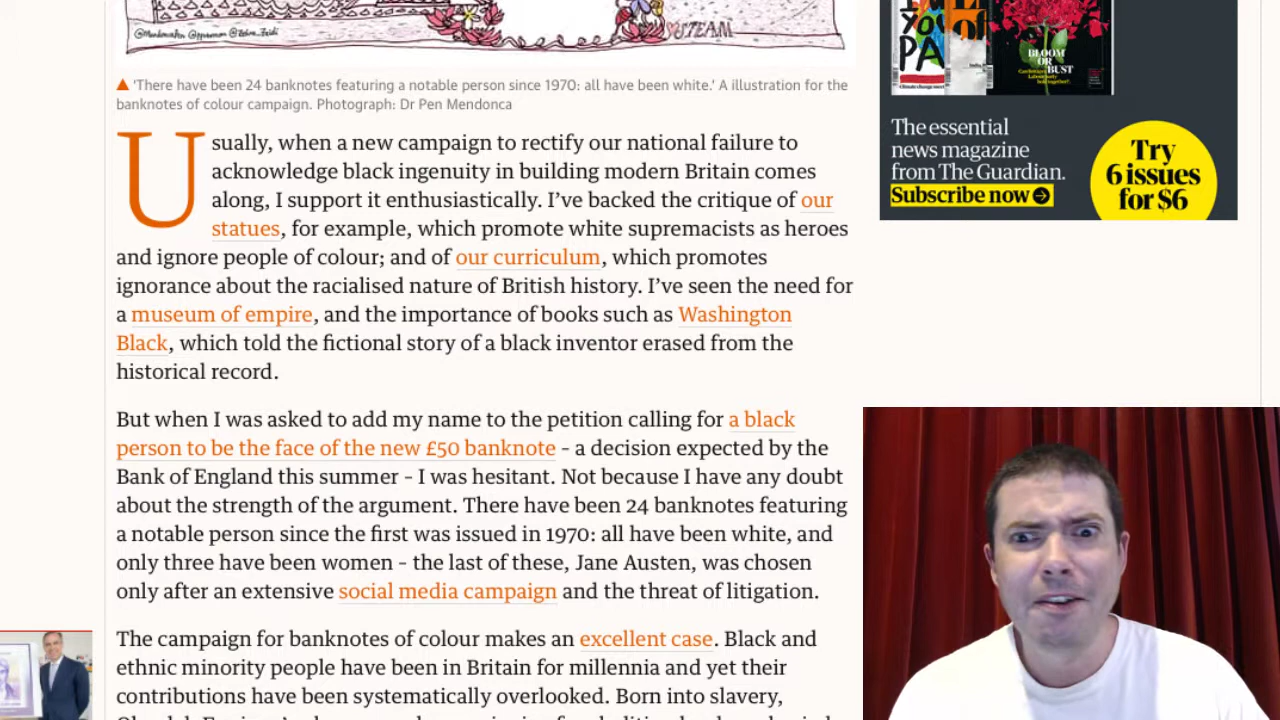 @Mendonca Pen @ppvernon @Zehra_Zaidi
STEAM
'There have been 24 banknotes featuring a notable person since 1970: all have been white.' A illustration for the
banknotes of colour campaign. Photograph: Dr Pen Mendonca
Usually, when a new campaign to rectify our national failure to
acknowledge black ingenuity in building modern Britain comes
along, I support it enthusiastically. I've backed the critique of our
statues, for example, which promote white supremacists as heroes
and ignore people of colour; and of our curriculum, which promotes
ignorance about the racialised nature of British history. I've seen the need for
a museum of empire, and the importance of books such as Washington
Black, which told the fictional story of a black inventor erased from the
historical record.
But when I was asked to add my name to the petition calling for a black
person to be the face of the new £50 banknote – a decision expected by the
Bank of England this summer – I was hesitant. Not because I have any doubt
about the strength of the argument. There have been 24 banknotes featuring
a notable person since the first was issued in 1970: all have been white, and
only three have been women – the last of these, Jane Austen, was chosen
only after an extensive social media campaign and the threat of litigation.
The campaign for banknotes of colour makes an excellent case. Black and
ethnic minority people have been in Britain for millennia and yet their
contributions have been systematically overlooked. Born into slavery,
YO
PA
BLOOM
OR
BUST
The essential
news magazine
from The Guardian.
Subscribe now
Try
6 issues
for $6